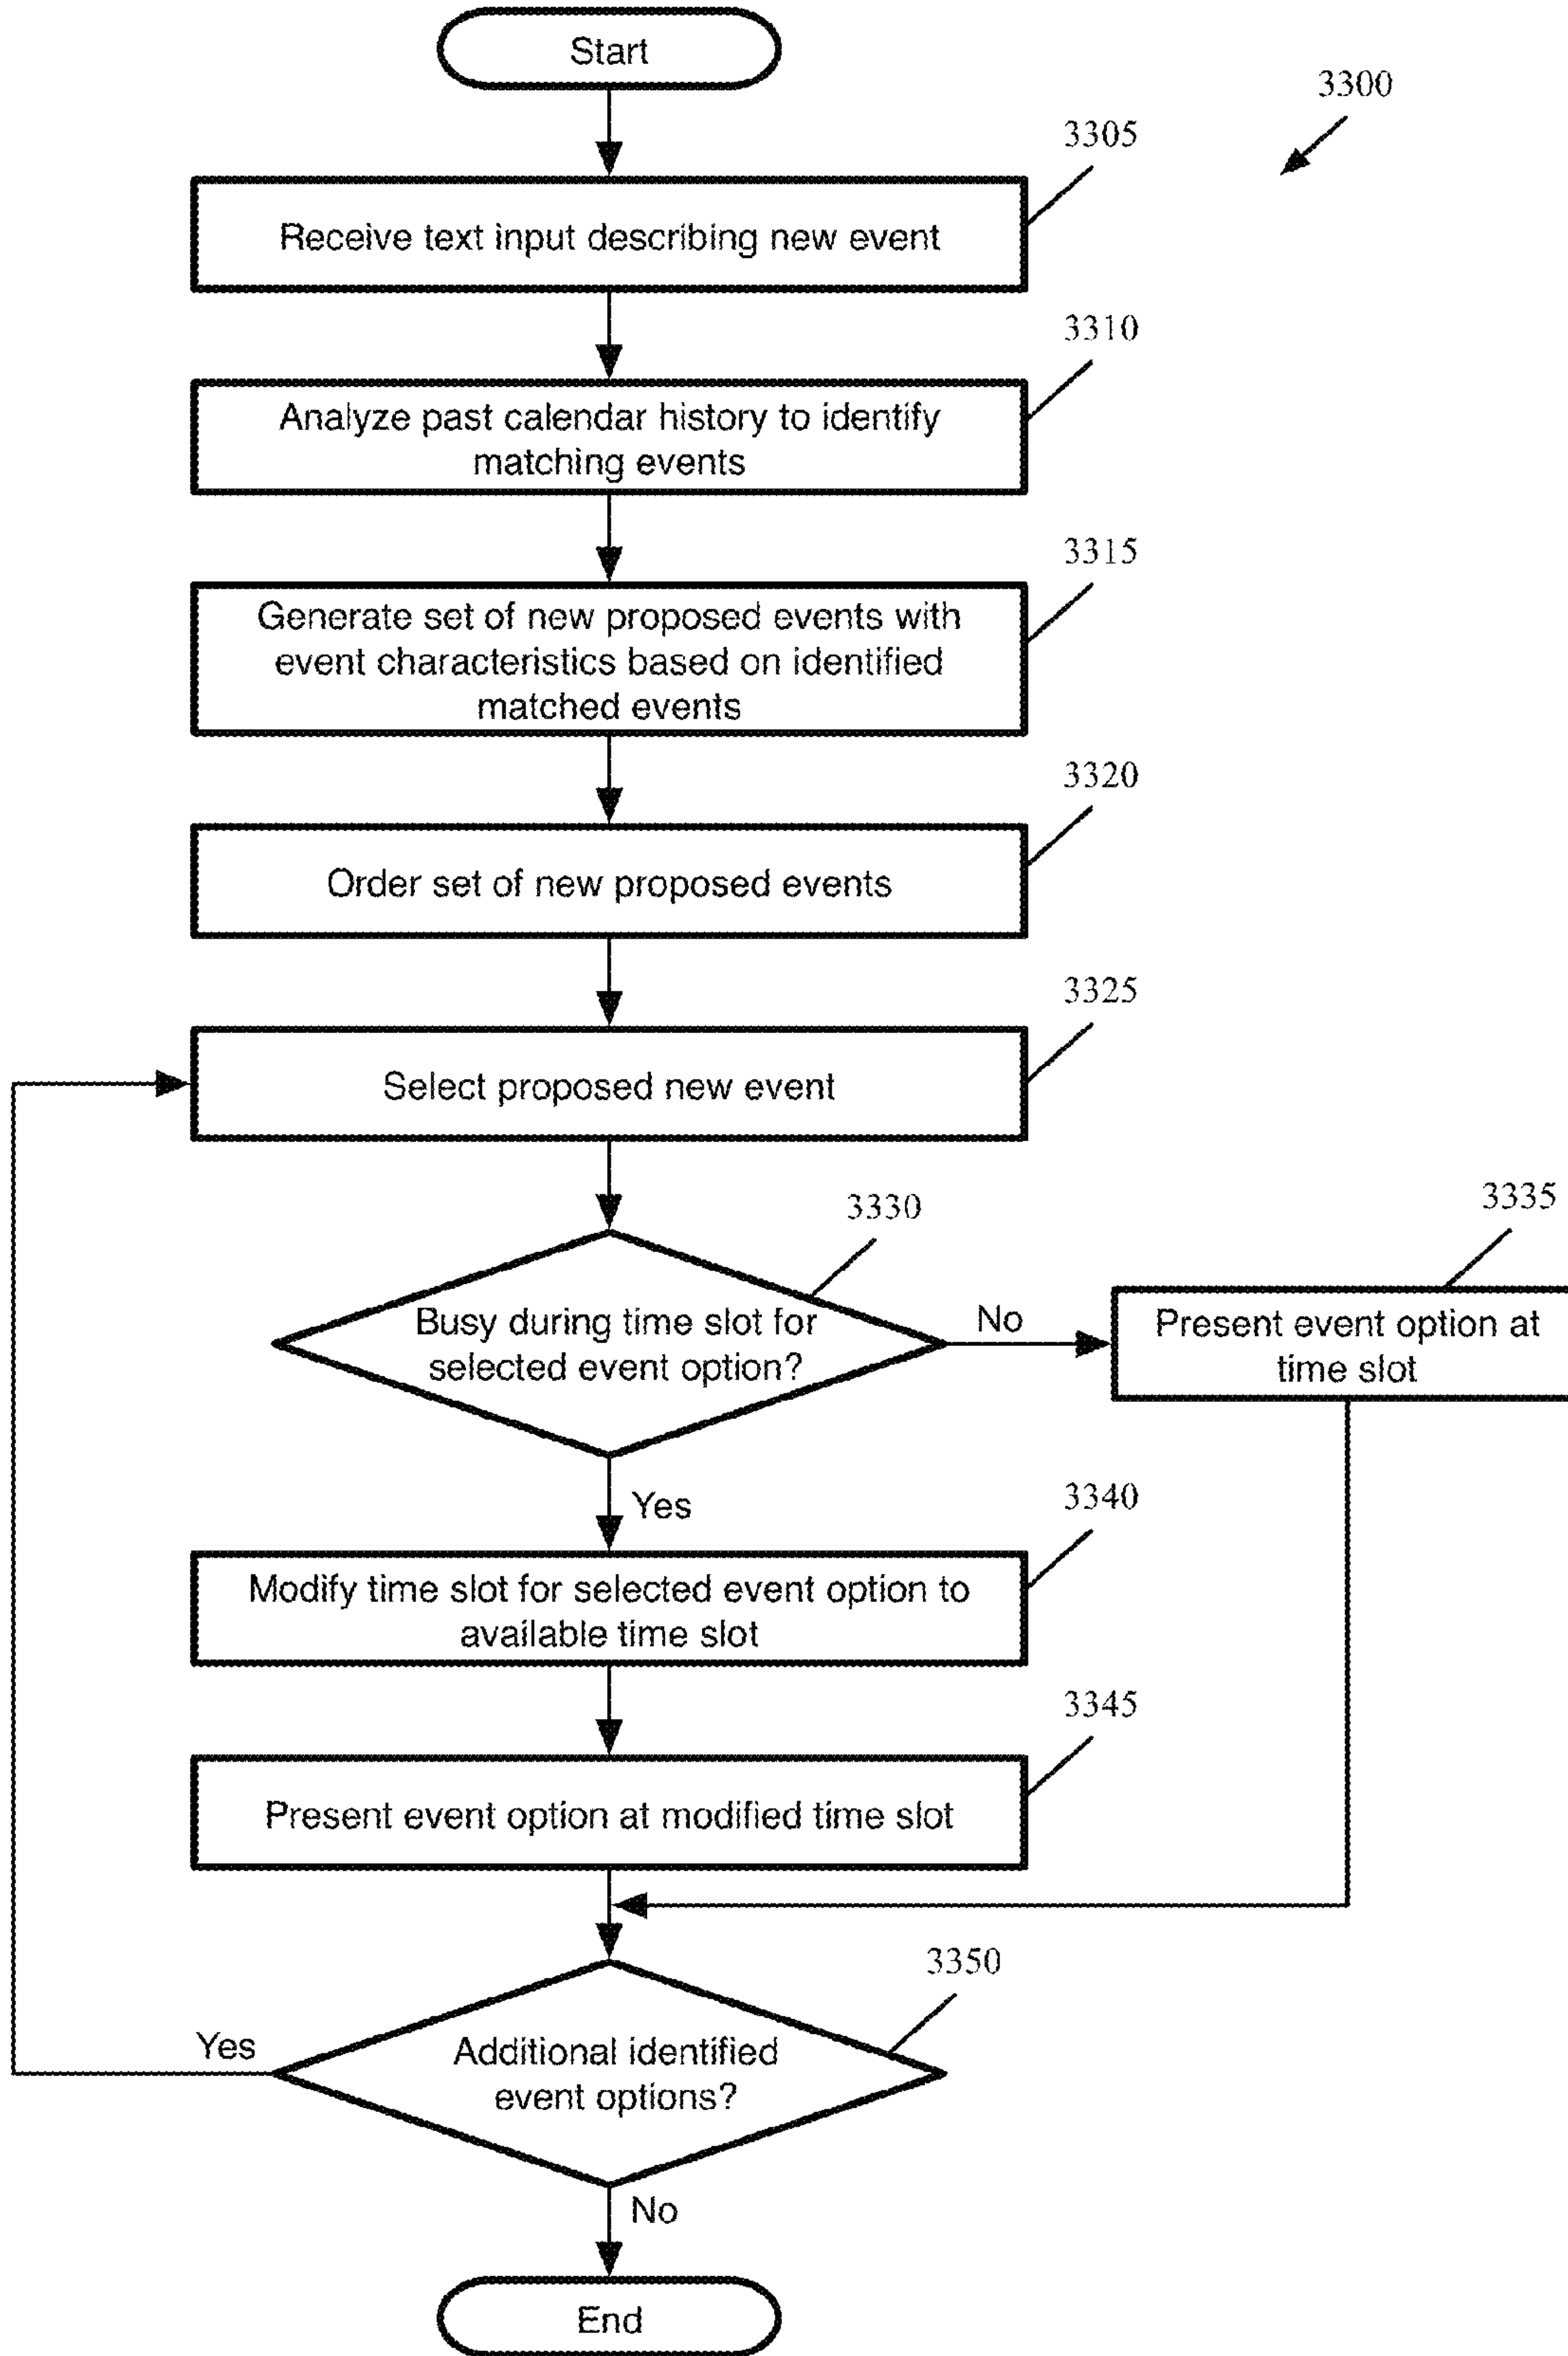 Start
3300
3305
Receive text input describing new event
3310
Analyze past calendar history to identify
matching events
3315
Generate set of new proposed events with
event characteristics based on identified
matched events
3320
Order set of new proposed events
3325
Select proposed new event
3330
Busy during time slot for
selected event option?
No
3335
Present event option at
time slot
Yes
3340
Modify time slot for selected event option to
available time slot
3345
Present event option at modified time slot
3350
Additional identified
event options?
Yes
No
End